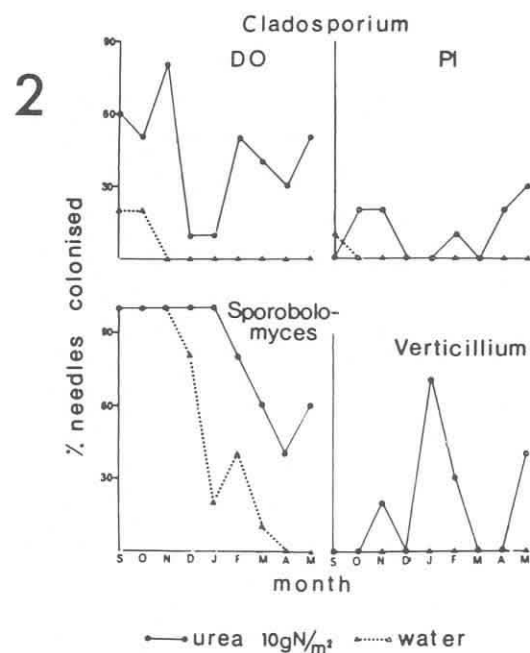 2
Cladosporium
DO
PI
90
60
30
% needles colonised
Sporobolo-
myces
Verticillium
90
60
30
S O N D J F M A M
S O N D J F M A M
month
urea 10gN/m²
water